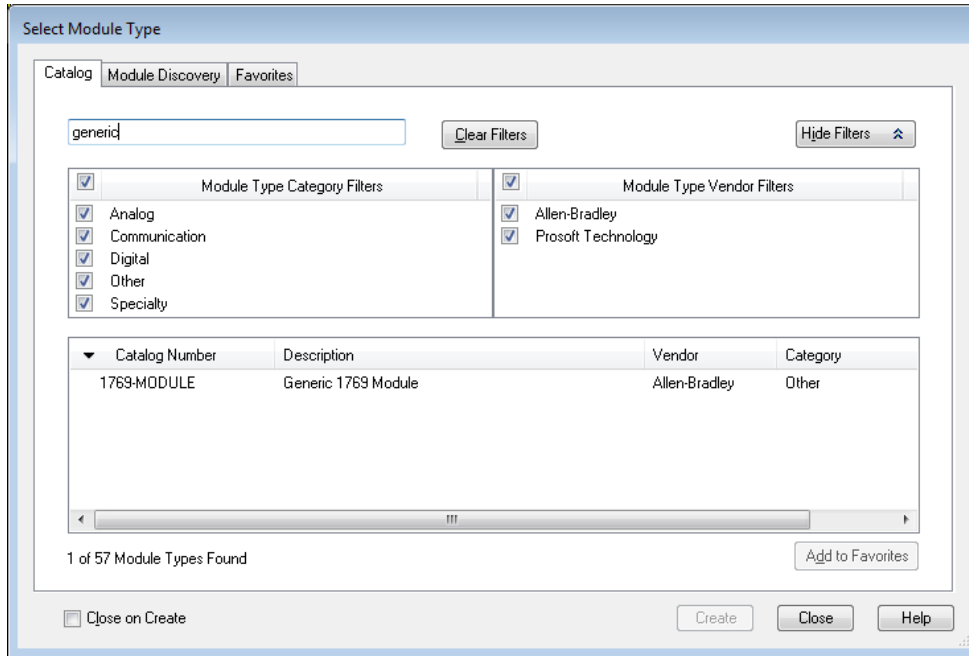 Select Module Type
Catalog Module Discovery Favorites
generic Clear Filters Hide Filters
Module Type Category Filters Module Type Vendor Filters
Analog Allen-Bradley
Communication Prosoft Technology
Digital
Other
Specialty
Catalog Number Description Vendor Category
1769-MODULE Generic 1769 Module Allen-Bradley Other
1 of 57 Module Types Found Add to Favorites
Close on Create Create Close Help